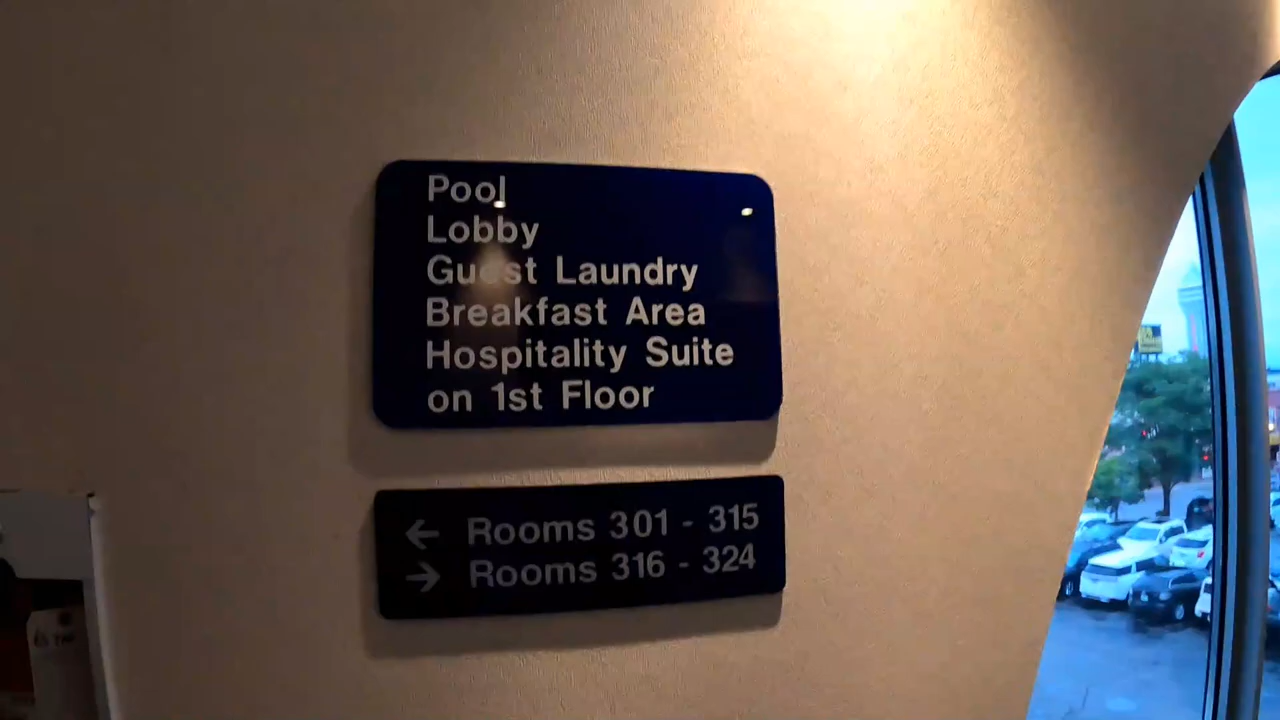 Pool
Lobby
Guest Laundry
Breakfast Area
Hospitality Suite
on 1st Floor
← Rooms 301 - 315
→ Rooms 316 - 324